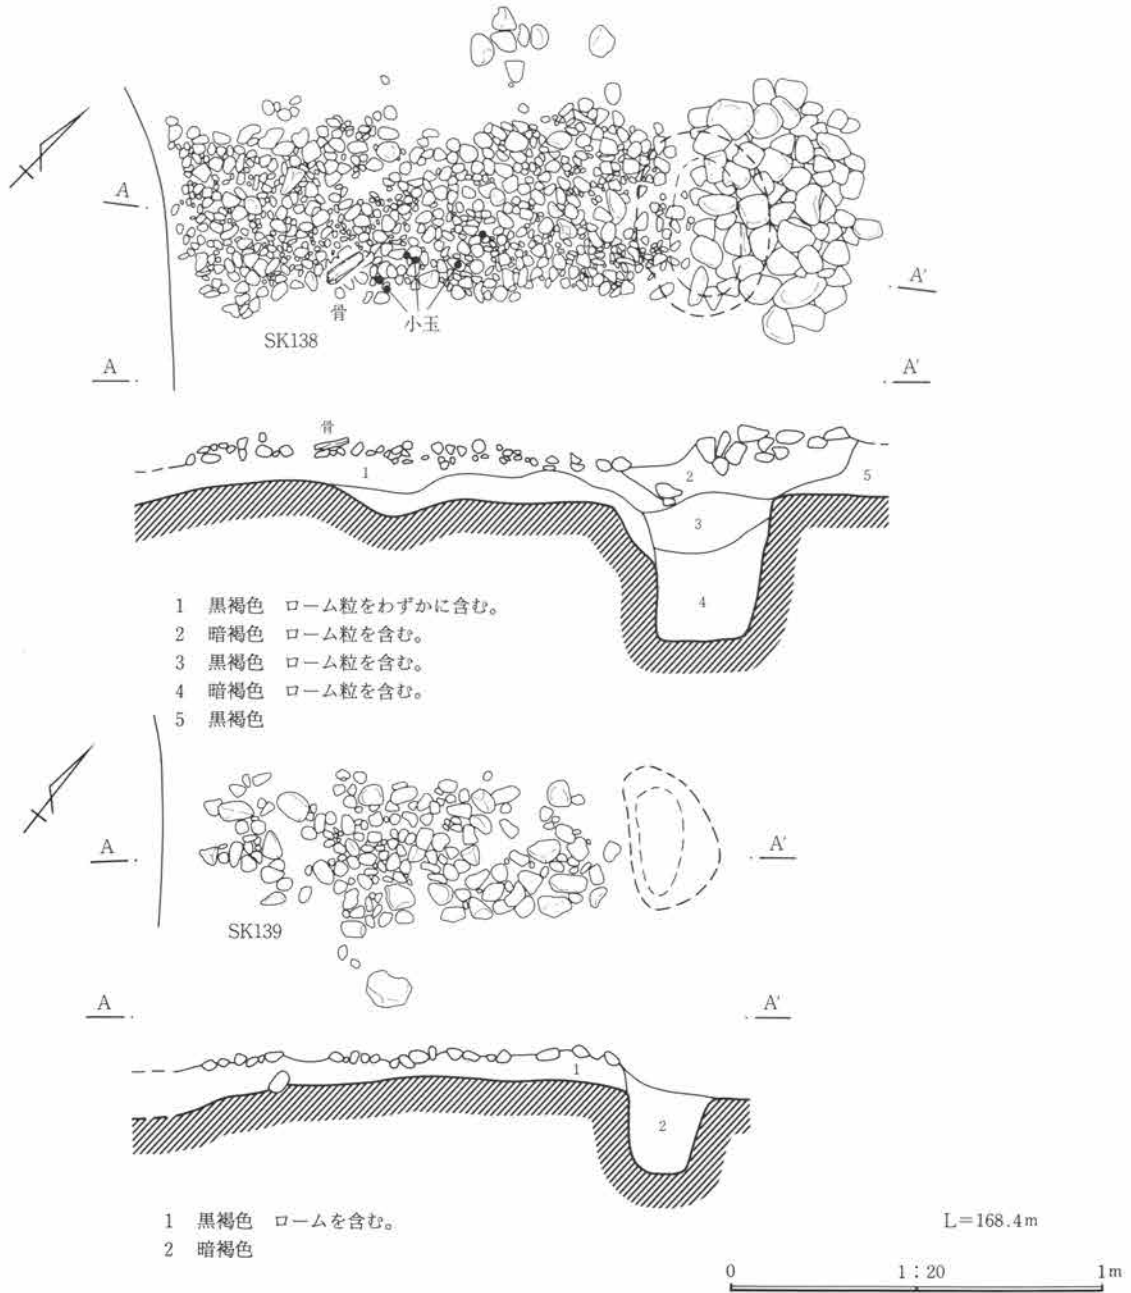 A
A'
骨
小玉
SK138
A
A'
骨
1
2
5
3
4
1 黒褐色 ローム粒をわずかに含む。
2 暗褐色 ローム粒を含む。
3 黒褐色 ローム粒を含む。
4 暗褐色 ローム粒を含む。
5 黒褐色
A
A'
SK139
A
A'
1
2
1 黒褐色 ロームを含む。
2 暗褐色
L=168.4m
0 1:20 1m